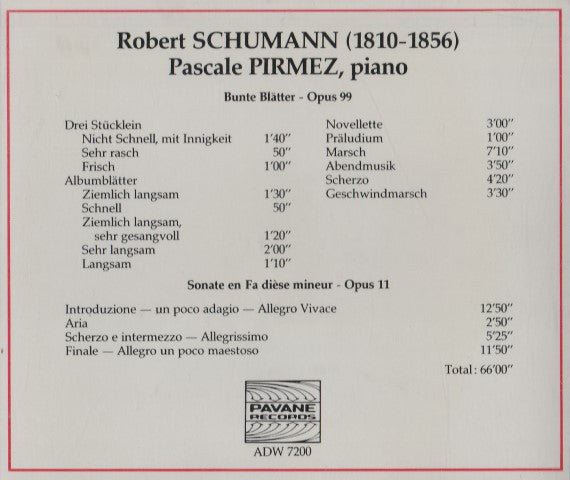 Robert SCHUMANN (1810-1856)
Pascale PIRMEZ, piano
Bunte Blätter - Opus 99
Drei Stücklein
Nicht Schnell, mit Innigkeit 1'40"
Sehr rasch 50"
Frisch 1'00"
Albumblätter
Ziemlich langsam 1'30"
Schnell 50"
Ziemlich langsam,
sehr gesangvoll 1'20"
Sehr langsam 2'00"
Langsam 1'10"
Novellette 3'00"
Präludium 1'00"
Marsch 7'10"
Abendmusik 3'50"
Scherzo 4'20"
Geschwindmarsch 3'30"
Sonate en Fa dièse mineur - Opus 11
Introduzione — un poco adagio — Allegro Vivace 12'50"
Aria 2'50"
Scherzo e intermezzo — Allegrissimo 5'25"
Finale — Allegro un poco maestoso 11'50"
Total : 66'00"
PAVANE
RECORDS
ADW 7200